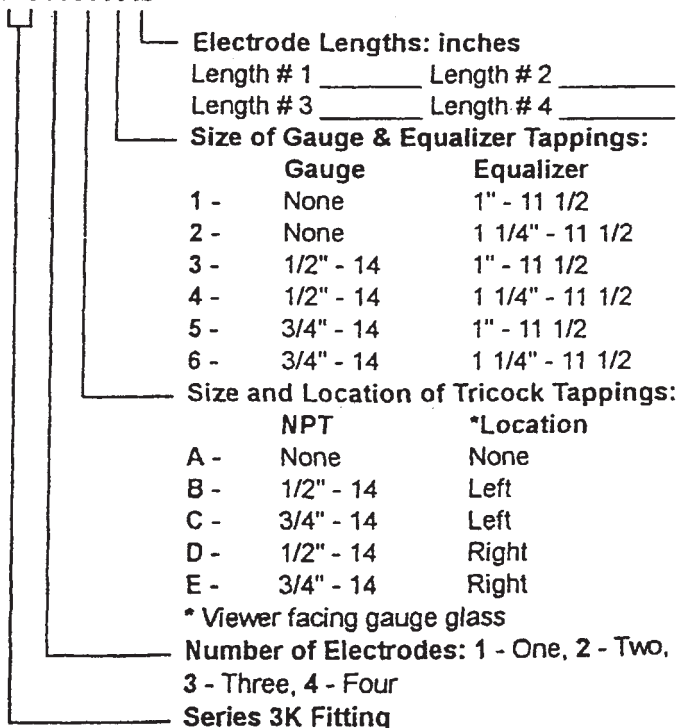 Electrode Lengths: inches
Length # 1 ________ Length # 2 ________
Length # 3 ________ Length # 4 ________
Size of Gauge & Equalizer Tappings:
Gauge Equalizer
1 - None 1" - 11 1/2
2 - None 1 1/4" - 11 1/2
3 - 1/2" - 14 1" - 11 1/2
4 - 1/2" - 14 1 1/4" - 11 1/2
5 - 3/4" - 14 1" - 11 1/2
6 - 3/4" - 14 1 1/4" - 11 1/2
Size and Location of Tricock Tappings:
NPT *Location
A - None None
B - 1/2" - 14 Left
C - 3/4" - 14 Left
D - 1/2" - 14 Right
E - 3/4" - 14 Right
* Viewer facing gauge glass
Number of Electrodes: 1 - One, 2 - Two,
3 - Three, 4 - Four
Series 3K Fitting